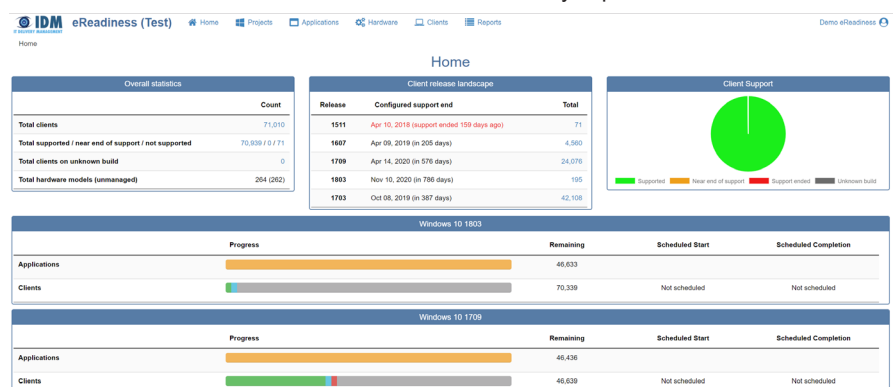 IDM
IT DELIVERY MANAGEMENT
eReadiness (Test) Home Projects Applications Hardware Clients Reports Demo eReadiness
Home
Home
Overall statistics
Count
Total clients 71,010
Total supported / near end of support / not supported 70,939 / 0 / 71
Total clients on unknown build 0
Total hardware models (unmanaged) 264 (262)
Client release landscape
Release Configured support end Total
1511 Apr 10, 2018 (support ended 159 days ago) 71
1607 Apr 09, 2019 (in 205 days) 4,560
1709 Apr 14, 2020 (in 576 days) 24,076
1803 Nov 10, 2020 (in 786 days) 195
1703 Oct 08, 2019 (in 387 days) 42,108
Client Support
Supported Near end of support Support ended Unknown build
Windows 10 1803
Progress Remaining Scheduled Start Scheduled Completion
Applications 46,633
Clients 70,339 Not scheduled Not scheduled
Windows 10 1709
Progress Remaining Scheduled Start Scheduled Completion
Applications 46,436
Clients 46,639 Not scheduled Not scheduled